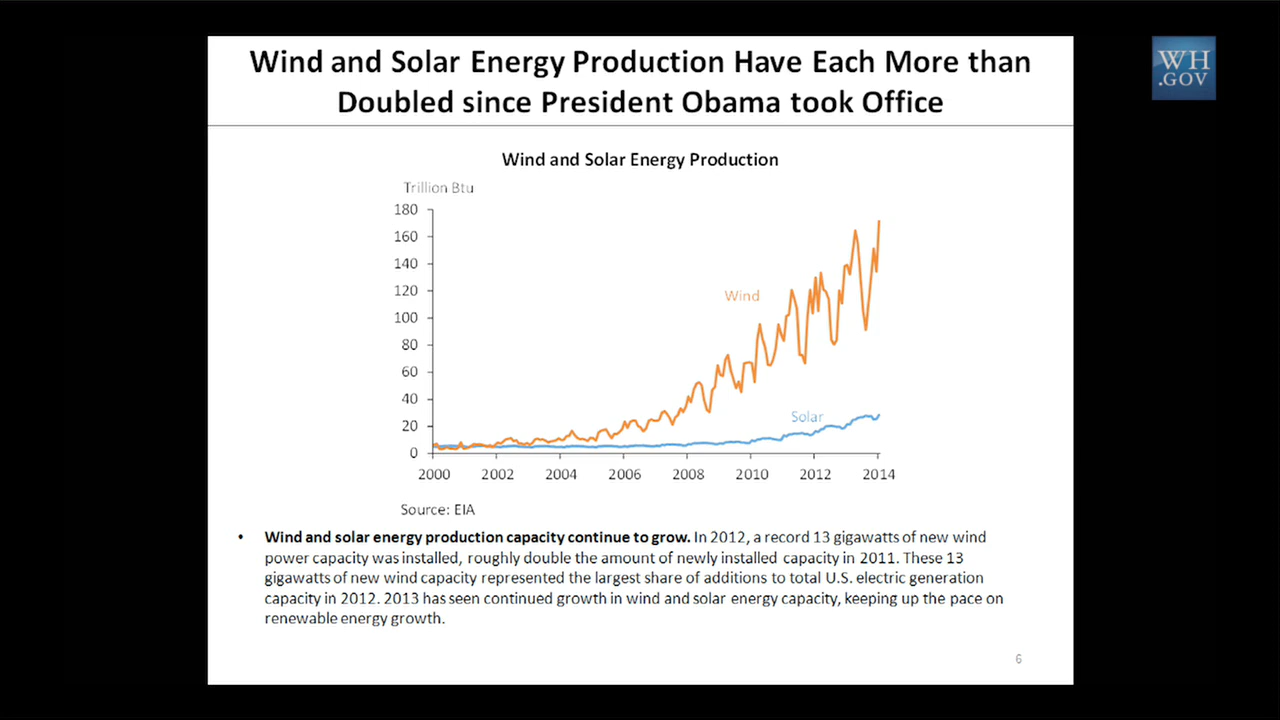 Wind and Solar Energy Production Have Each More than
Doubled since President Obama took Office
WH
.GOV
Wind and Solar Energy Production
Trillion Btu
180
160
140
120
100
80
60
40
20
0
Wind
Solar
2000 2002 2004 2006 2008 2010 2012 2014
Source: EIA
• Wind and solar energy production capacity continue to grow. In 2012, a record 13 gigawatts of new wind
power capacity was installed, roughly double the amount of newly installed capacity in 2011. These 13
gigawatts of new wind capacity represented the largest share of additions to total U.S. electric generation
capacity in 2012. 2013 has seen continued growth in wind and solar energy capacity, keeping up the pace on
renewable energy growth.
6